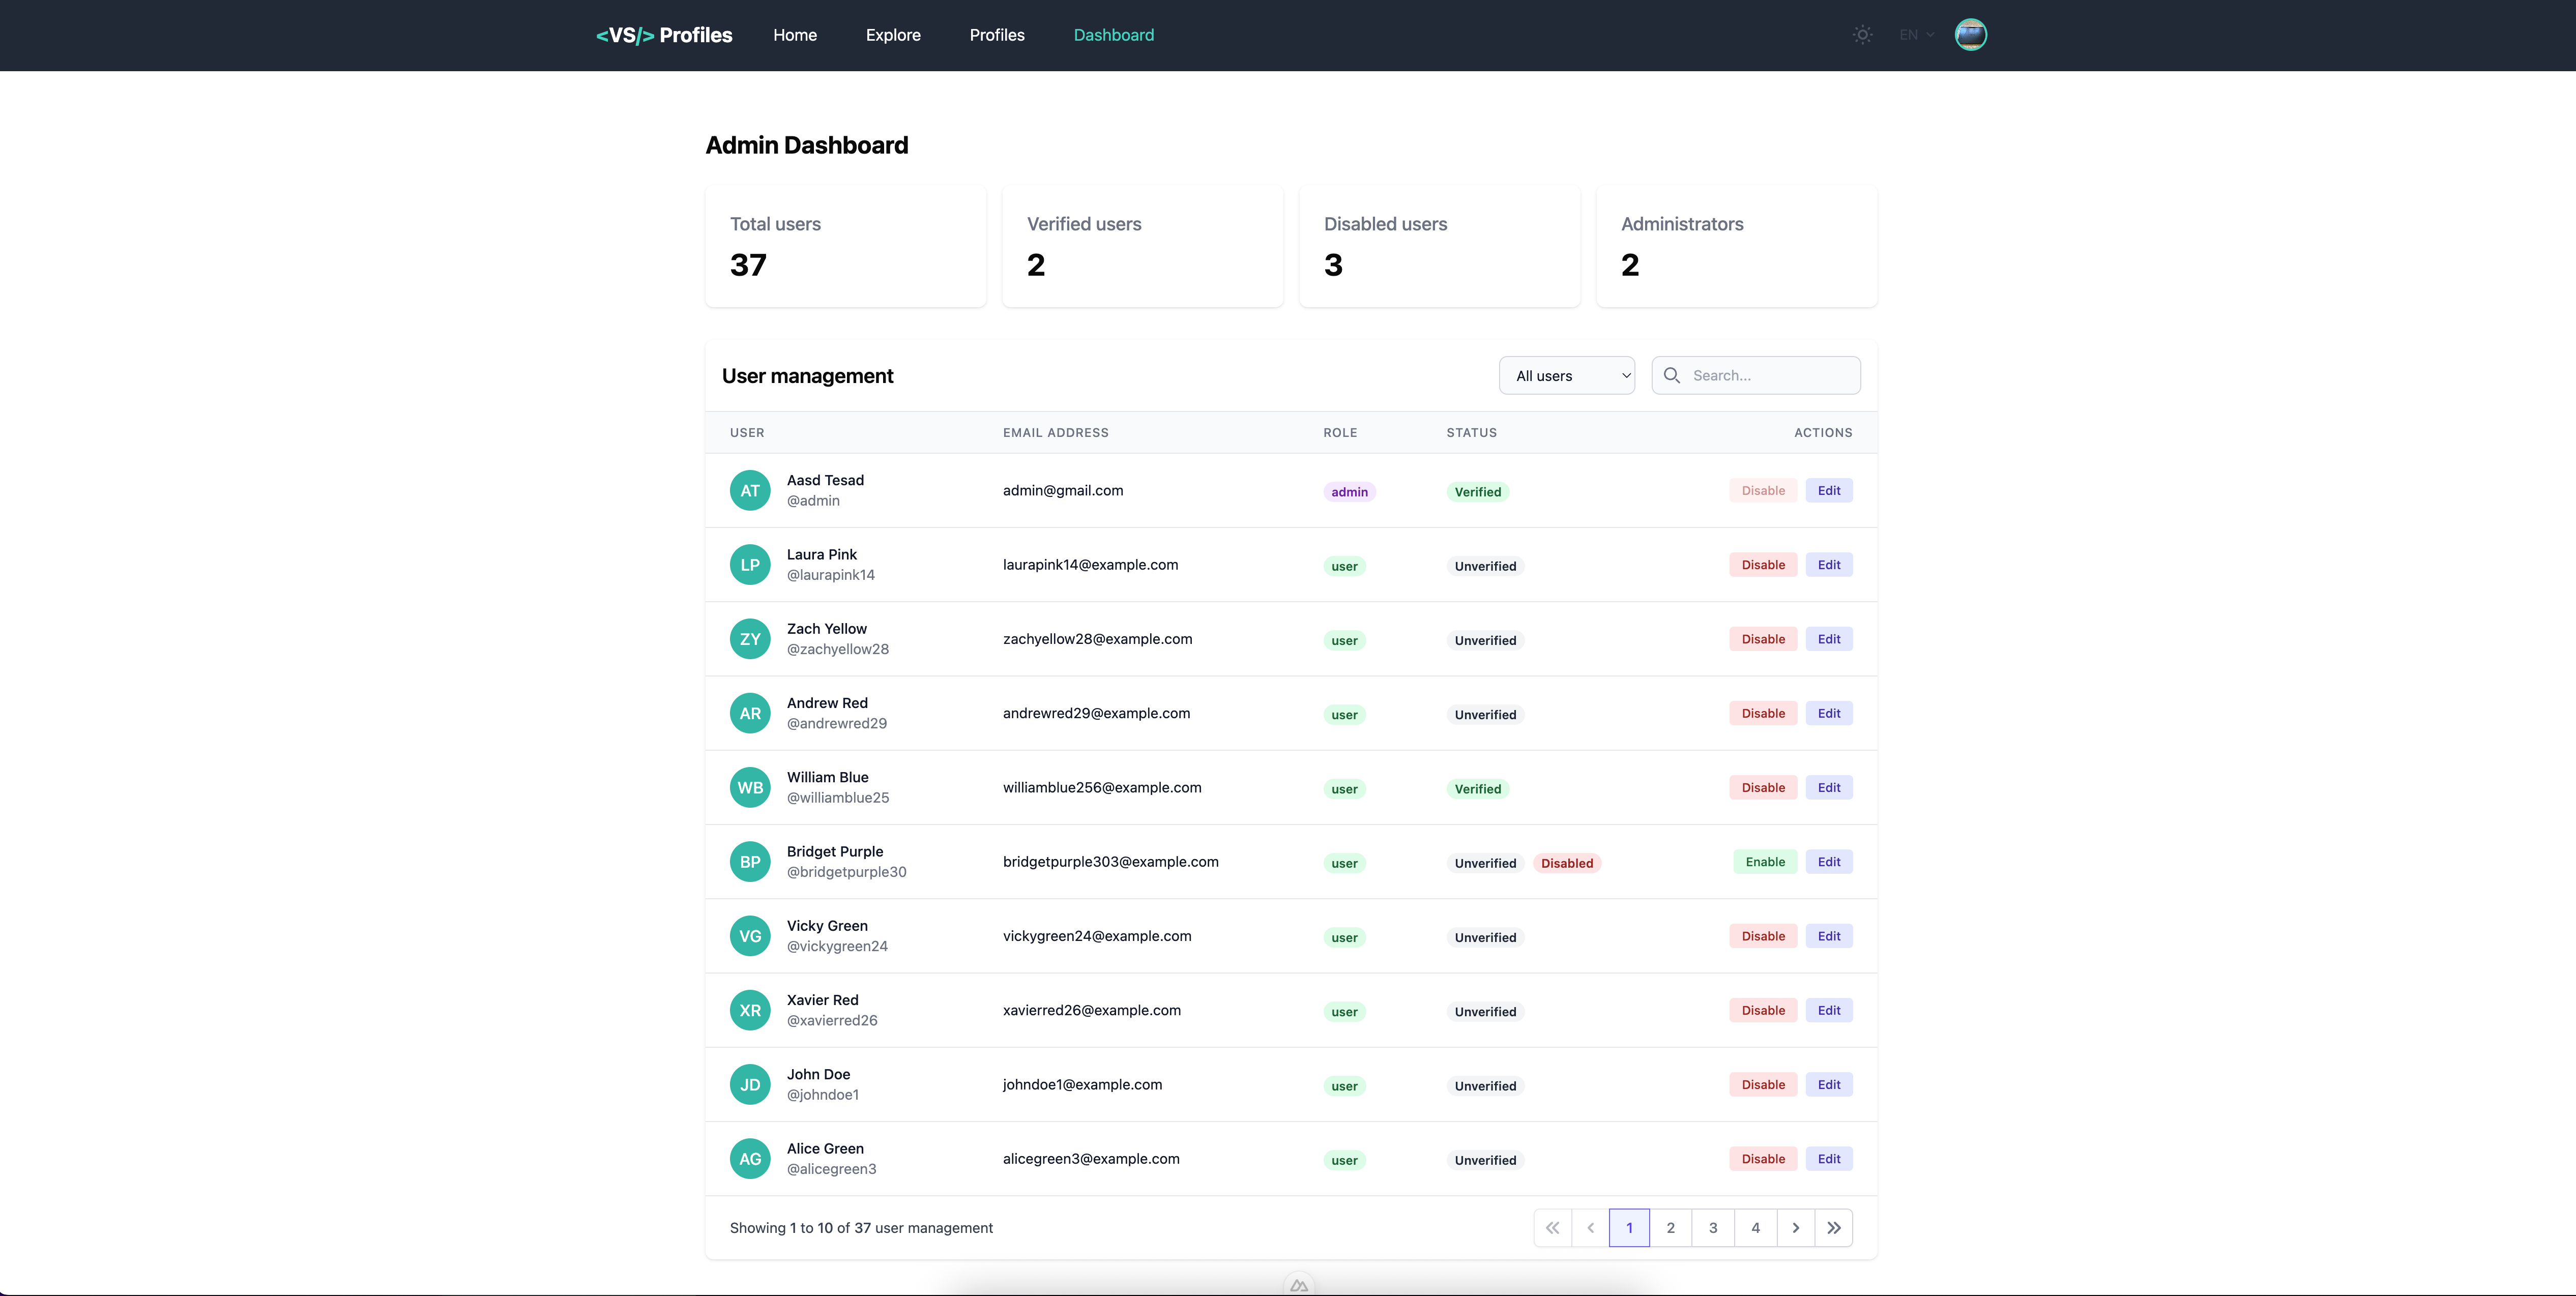 <VS/> Profiles Home Explore Profiles Dashboard EN
Admin Dashboard
Total users Verified users Disabled users Administrators
37 2 3 2
User management All users Search...
USER EMAIL ADDRESS ROLE STATUS ACTIONS
AT Aasd Tesad @admin admin@gmail.com admin Verified Disable Edit
LP Laura Pink @laurapink14 laurapink14@example.com user Unverified Disable Edit
ZY Zach Yellow @zachyellow28 zachyellow28@example.com user Unverified Disable Edit
AR Andrew Red @andrewred29 andrewred29@example.com user Unverified Disable Edit
WB William Blue @williamblue25 williamblue256@example.com user Verified Disable Edit
BP Bridget Purple @bridgetpurple30 bridgetpurple303@example.com user Unverified Disabled Enable Edit
VG Vicky Green @vickygreen24 vickygreen24@example.com user Unverified Disable Edit
XR Xavier Red @xavierred26 xavierred26@example.com user Unverified Disable Edit
JD John Doe @johndoe1 johndoe1@example.com user Unverified Disable Edit
AG Alice Green @alicegreen3 alicegreen3@example.com user Unverified Disable Edit
Showing 1 to 10 of 37 user management « ‹ 1 2 3 4 › »